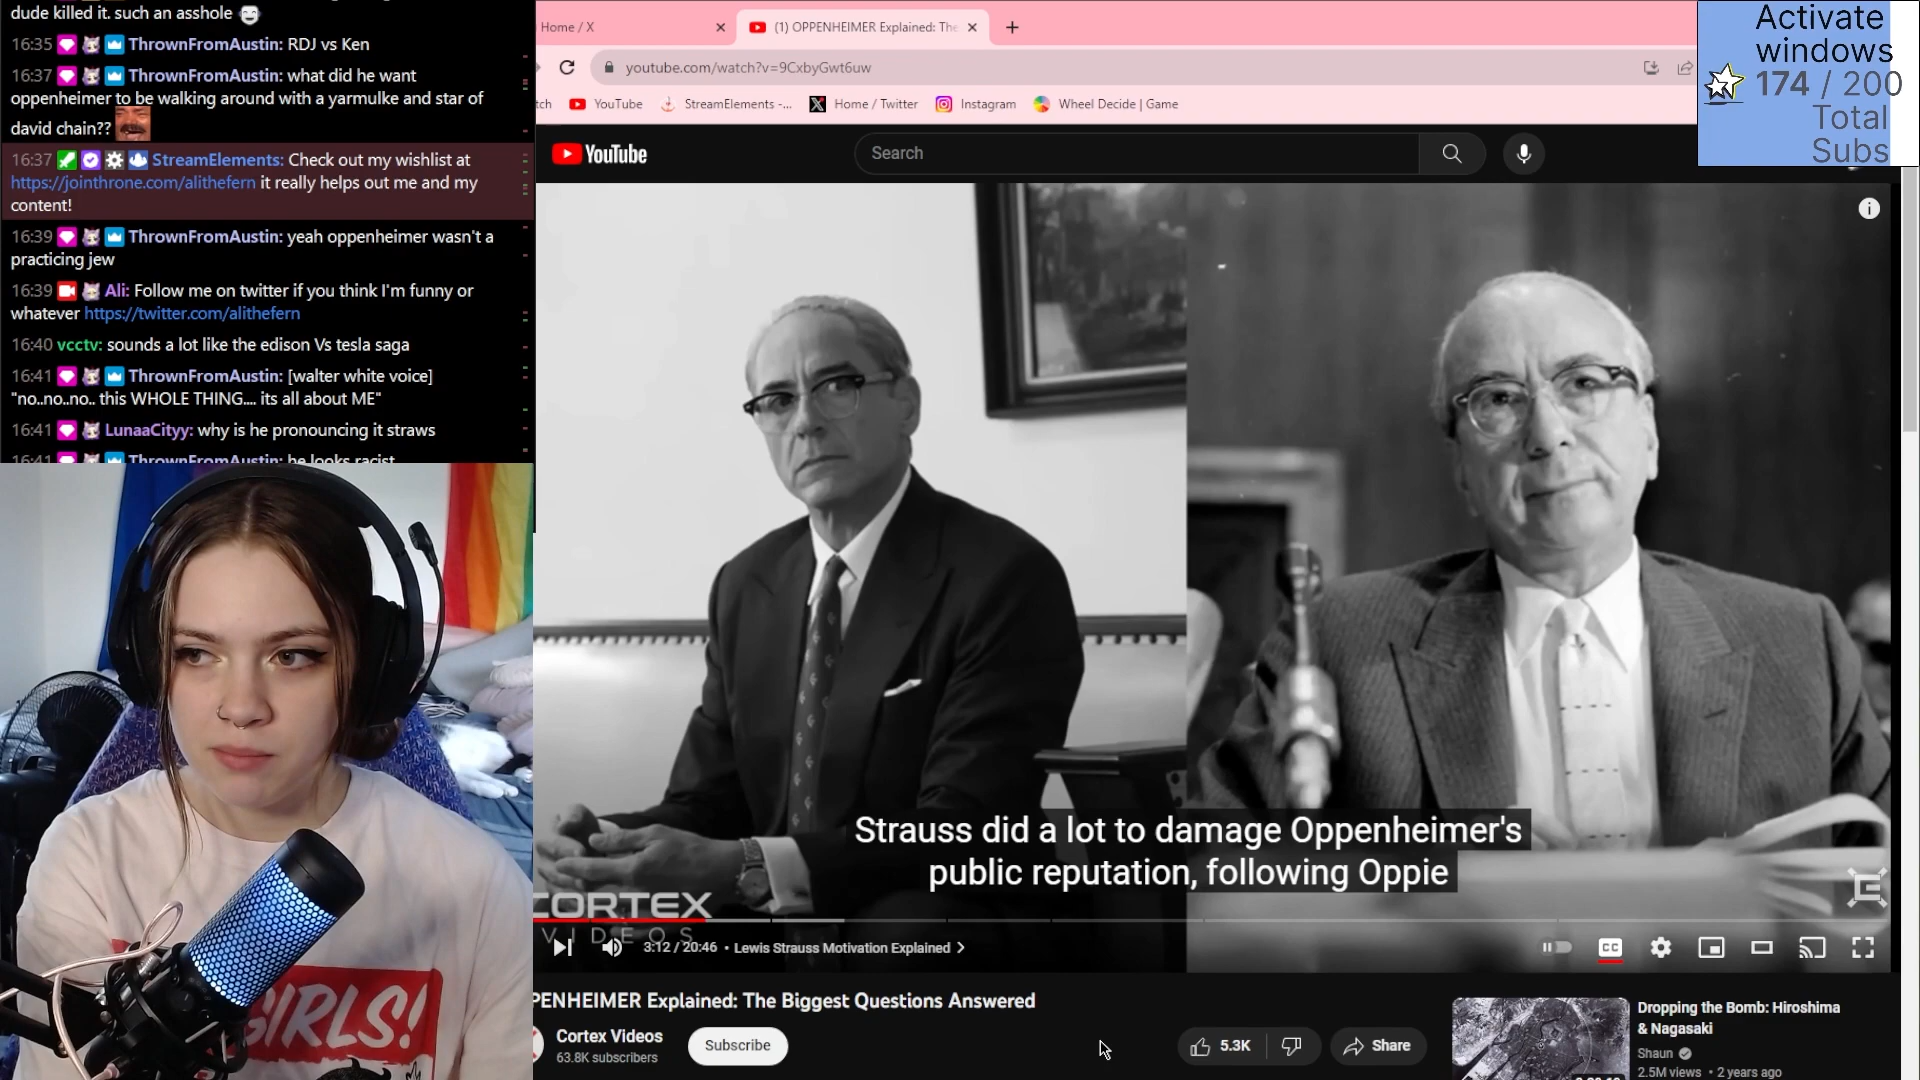 dude killed it. such an asshole
16:35 ThrownFromAustin: RDJ vs Ken
16:37 ThrownFromAustin: what did he want
oppenheimer to be walking around with a yarmulke and star of
david chain??
16:37 StreamElements: Check out my wishlist at
https://jointhrone.com/alithefern it really helps out me and my
content!
16:39 ThrownFromAustin: yeah oppenheimer wasn't a
practicing jew
16:39 Ali: Follow me on twitter if you think I'm funny or
whatever https://twitter.com/alithefern
16:40 vcctv: sounds a lot like the edison Vs tesla saga
16:41 ThrownFromAustin: [walter white voice]
"no..no..no.. this WHOLE THING.... its all about ME"
16:41 LunaaCityy: why is he pronouncing it straws
16:41 ThrownFromAustin: he looks racist
Home / X
(1) OPPENHEIMER Explained: The
youtube.com/watch?v=9CxbyGwt6uw
tch YouTube StreamElements -... Home / Twitter Instagram Wheel Decide | Game
Activate
windows
174 / 200
Total
Subs
YouTube
Search
Strauss did a lot to damage Oppenheimer's
public reputation, following Oppie
CORTEX
VIDEOS
3:12 / 20:46 • Lewis Strauss Motivation Explained
CC
PENHEIMER Explained: The Biggest Questions Answered
Cortex Videos
63.8K subscribers
Subscribe
5.3K
Share
Dropping the Bomb: Hiroshima
& Nagasaki
Shaun
2.5M views • 2 years ago
GIRLS!